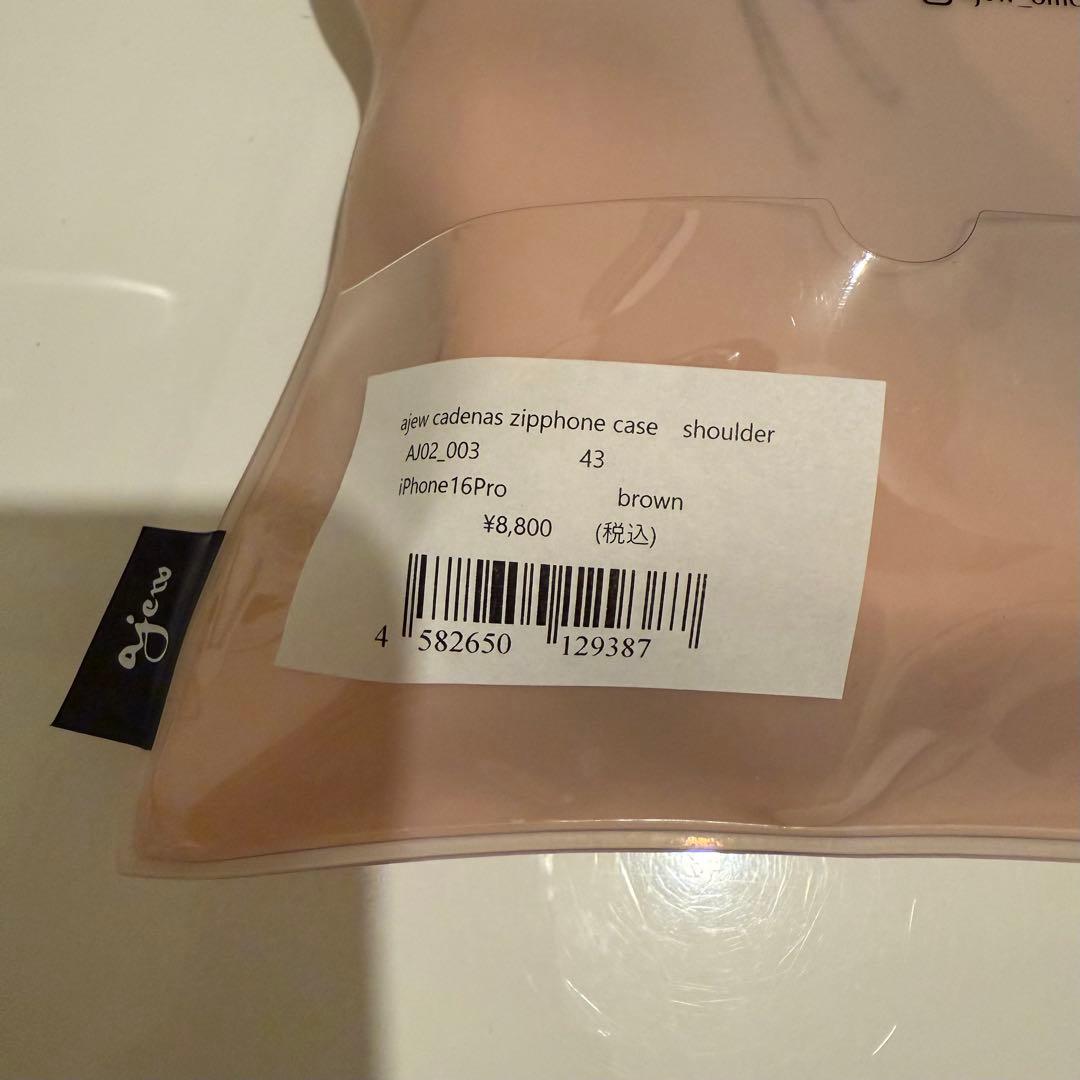 ajew cadenas zipphone case shoulder
AJ02_003 43
iPhone16Pro brown
¥8,800 (税込)
4 582650 129387
ajew